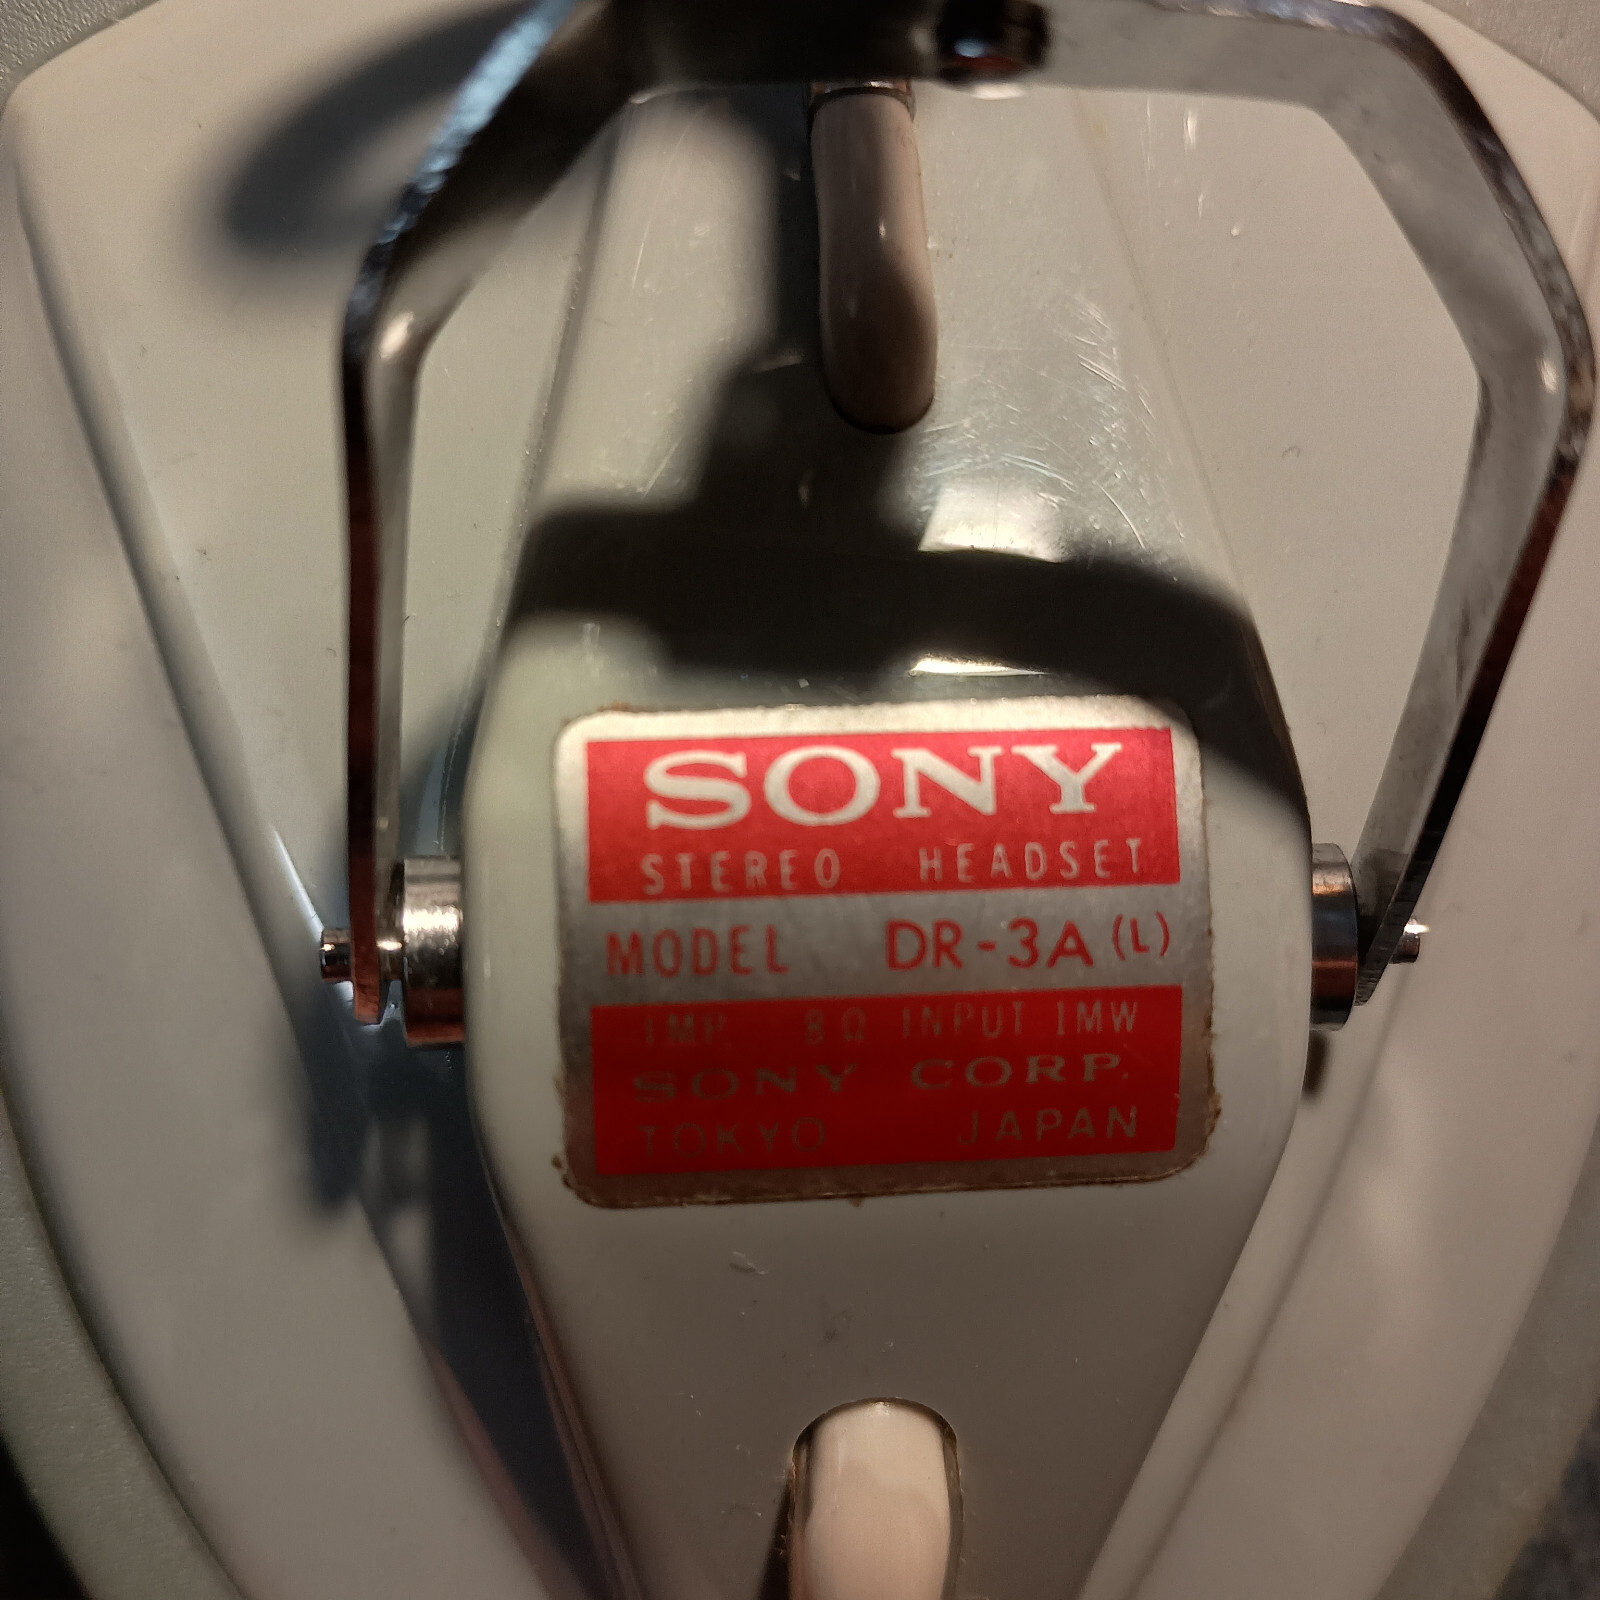 SONY
STEREO HEADSET
MODEL DR-3A (L)
IMP. 8Ω INPUT 1MW
SONY CORP.
TOKYO JAPAN